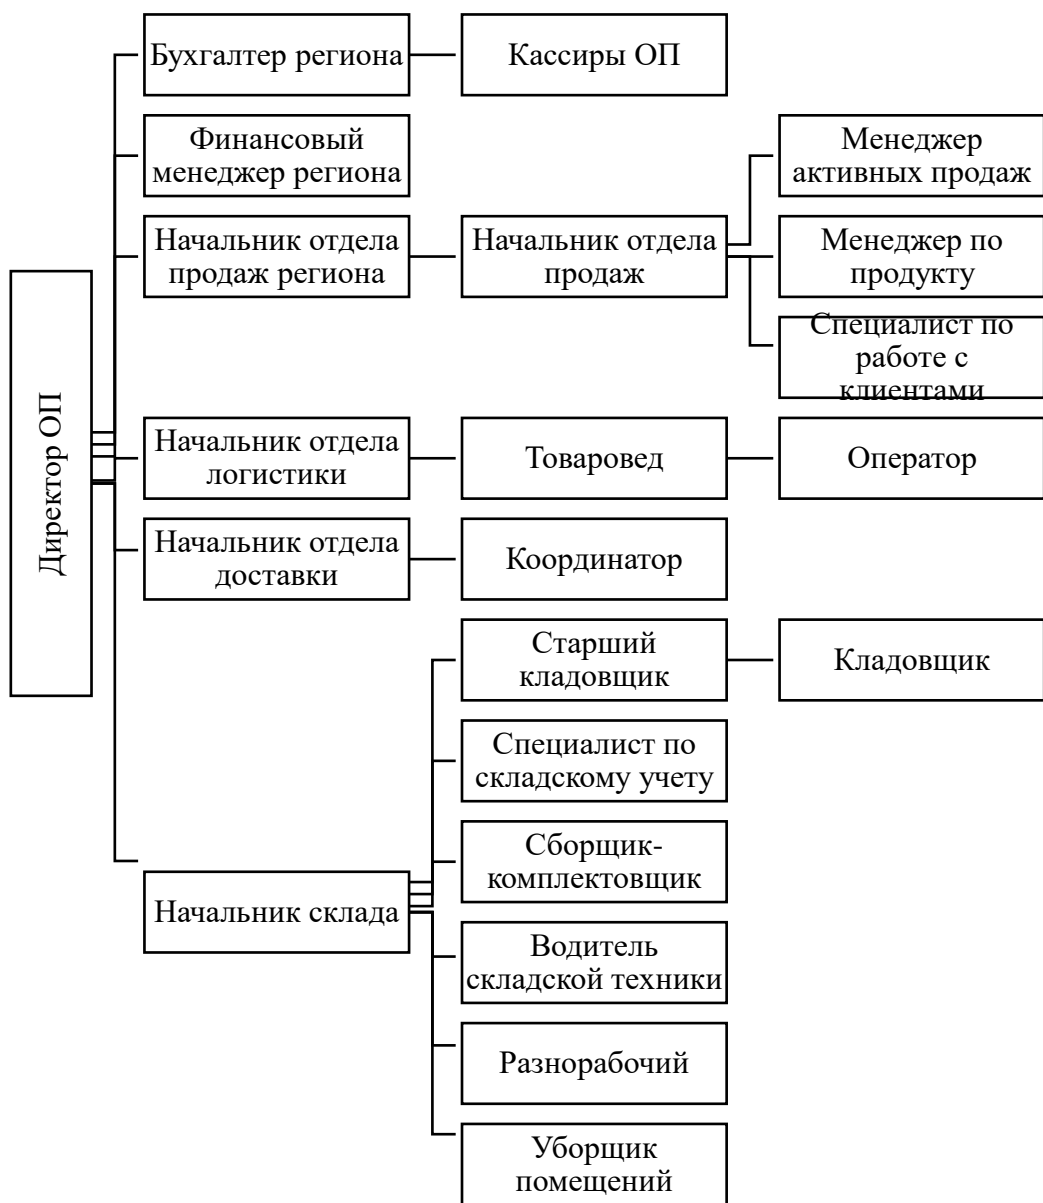 Бухгалтер региона
Кассиры ОП
Финансовый
менеджер региона
Менеджер
активных продаж
Начальник отдела
продаж региона
Начальник отдела
продаж
Менеджер по
продукту
Специалист по
работе с
клиентами
Директор ОП
Начальник отдела
логистики
Товаровед
Оператор
Начальник отдела
доставки
Координатор
Старший
кладовщик
Кладовщик
Специалист по
складскому учету
Сборщик-
комплектовщик
Начальник склада
Водитель
складской техники
Разнорабочий
Уборщик
помещений